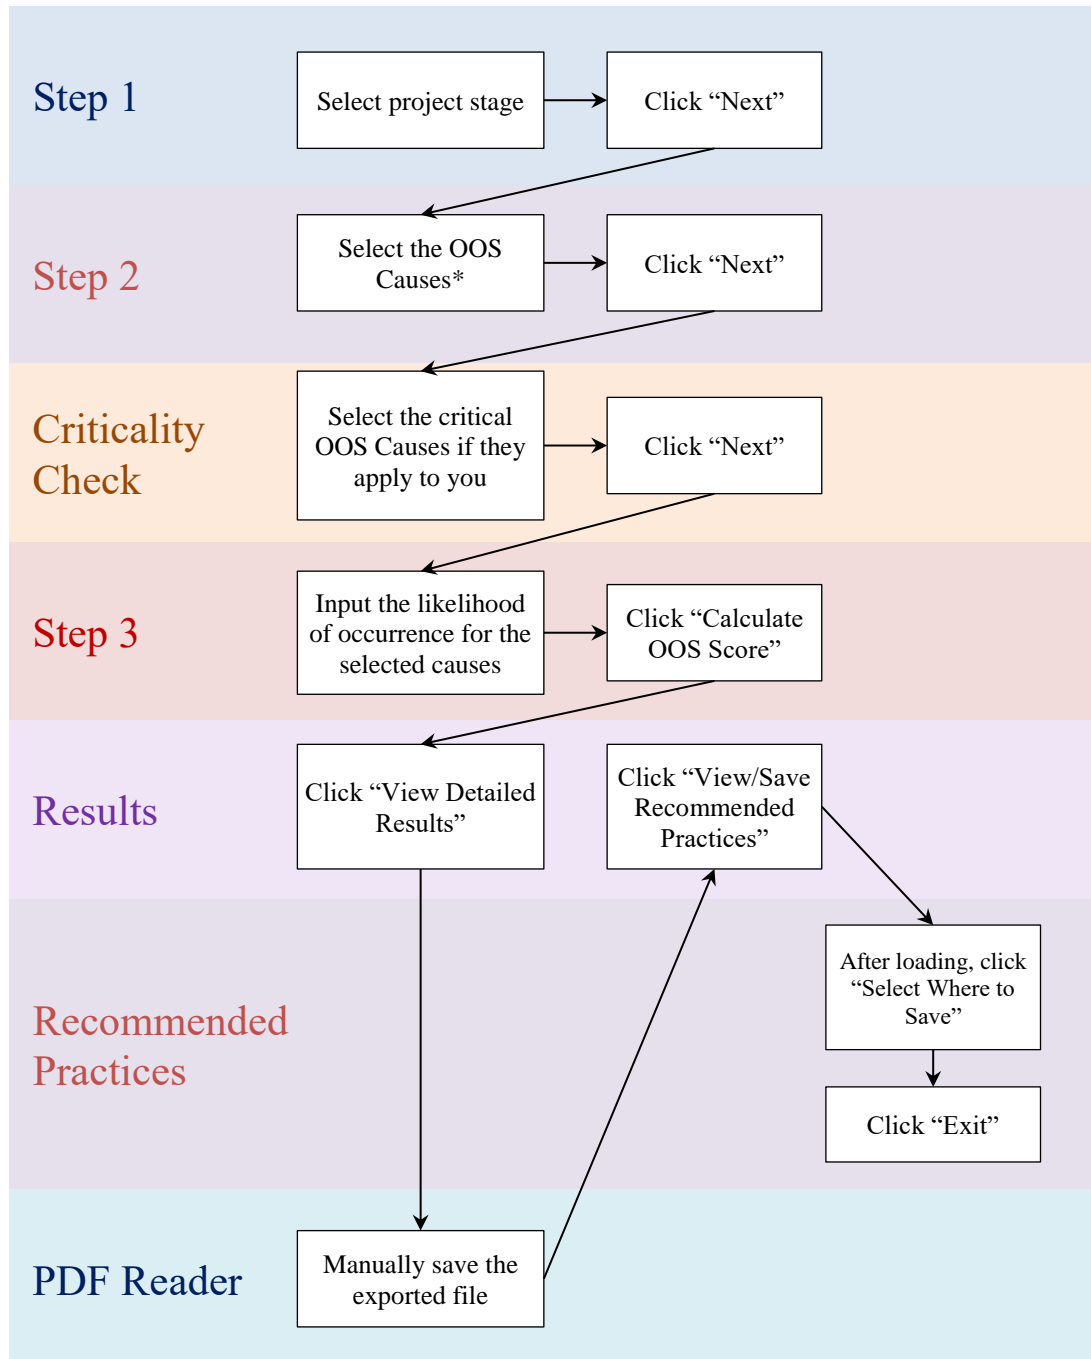 Step 1
Select project stage
Click “Next”
Step 2
Select the OOS
Causes*
Click “Next”
Criticality
Check
Select the critical
OOS Causes if they
apply to you
Click “Next”
Step 3
Input the likelihood
of occurrence for the
selected causes
Click “Calculate
OOS Score”
Results
Click “View Detailed
Results”
Click “View/Save
Recommended
Practices”
Recommended
Practices
After loading, click
“Select Where to
Save”
Click “Exit”
PDF Reader
Manually save the
exported file